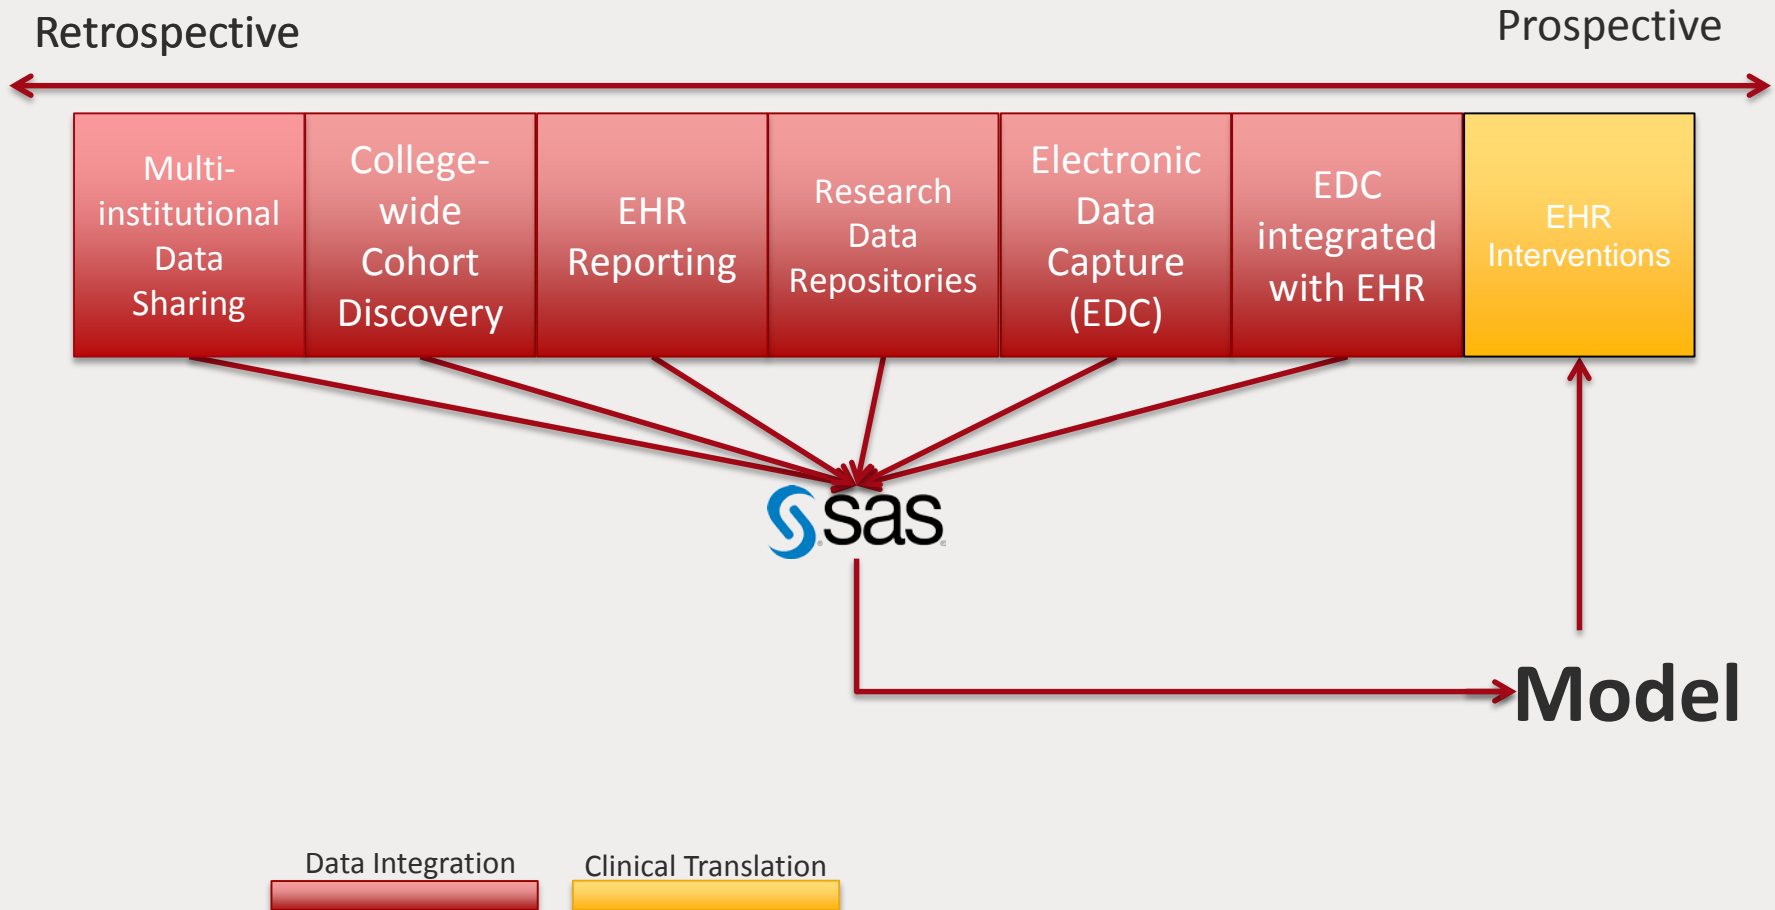 Retrospective
Prospective
Multi-
institutional
Data
Sharing
College-
wide
Cohort
Discovery
EHR
Reporting
Research
Data
Repositories
Electronic
Data
Capture
(EDC)
EDC
integrated
with EHR
EHR
Interventions
sas
Model
Data Integration
Clinical Translation